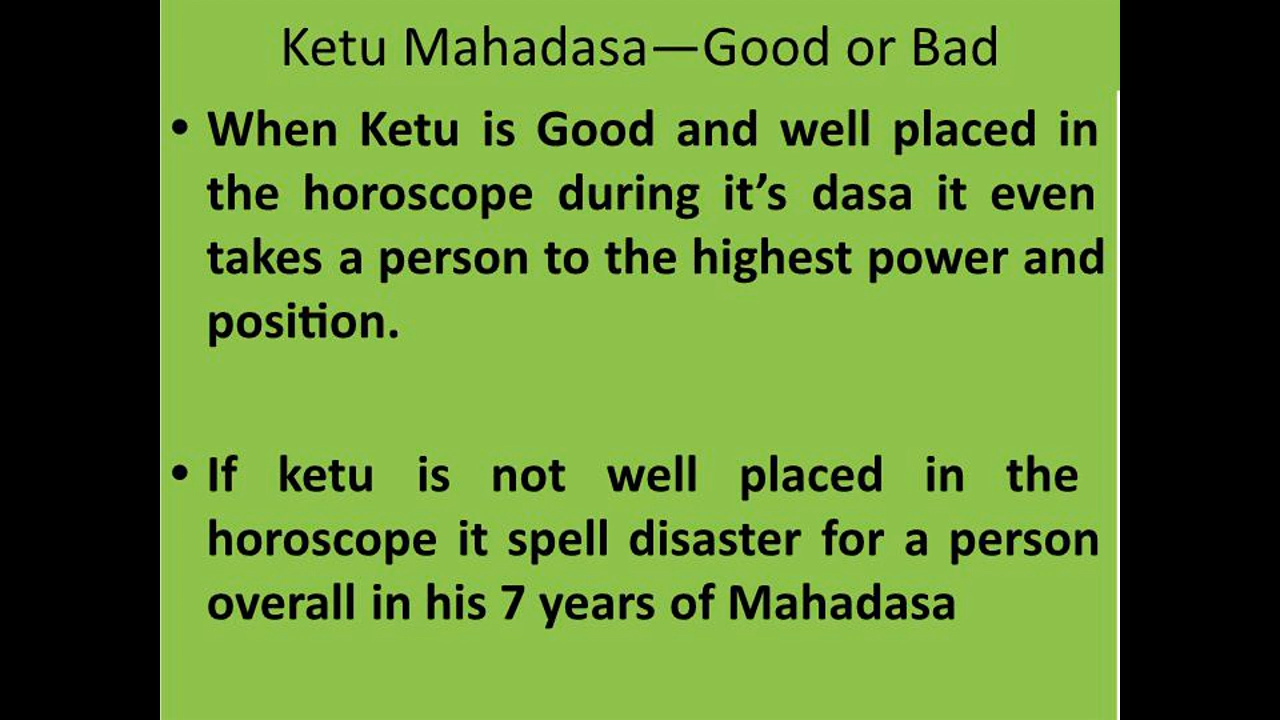 Ketu Mahadasa—Good or Bad
• When Ketu is Good and well placed in
the horoscope during it’s dasa it even
takes a person to the highest power and
position.
• If ketu is not well placed in the
horoscope it spell disaster for a person
overall in his 7 years of Mahadasa